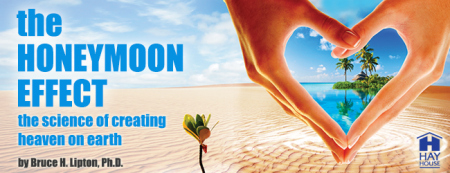 the
HONEYMOON
EFFECT
the science of creating
heaven on earth
by Bruce H. Lipton, Ph.D.
HAY
HOUSE